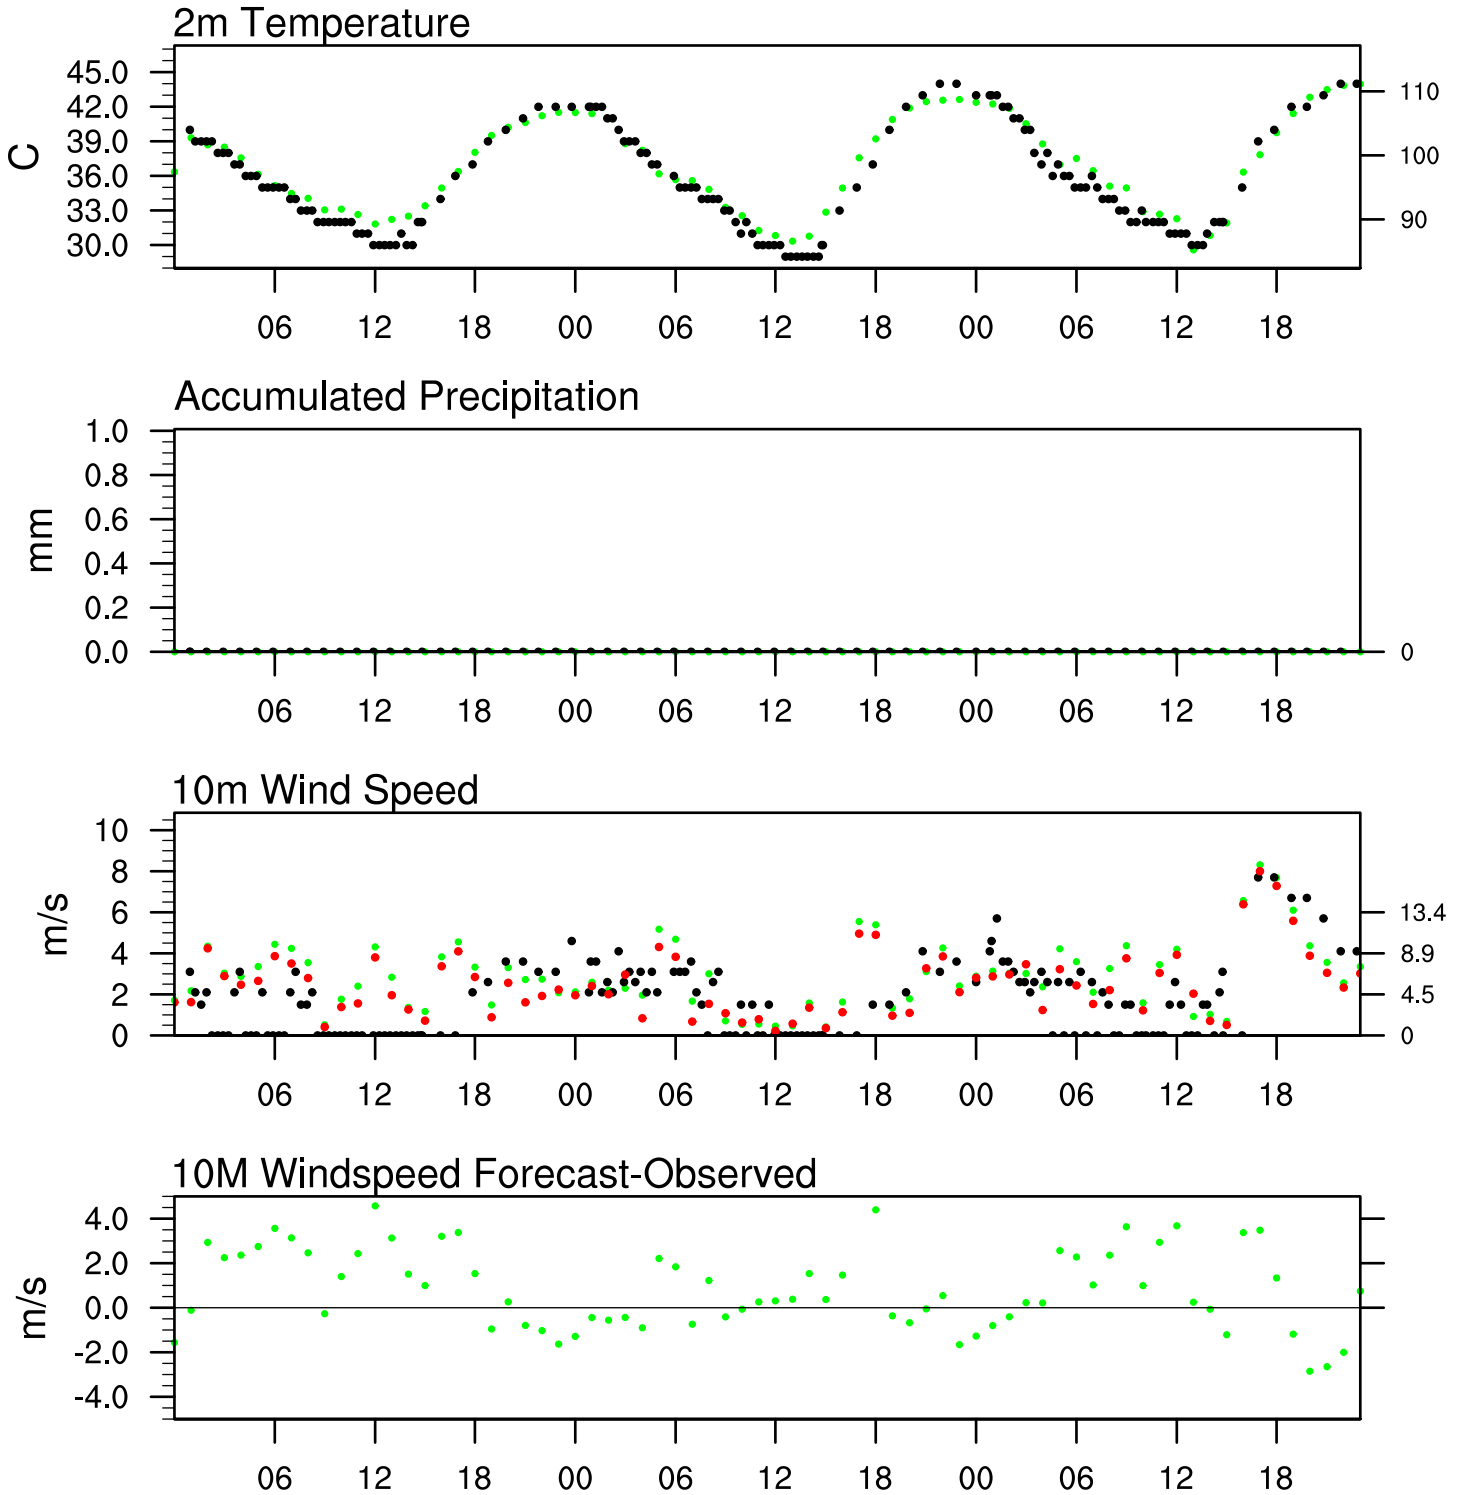 2m Temperature
C
45.0
42.0
39.0
36.0
33.0
30.0
110
100
90
06 12 18 00 06 12 18 00 06 12 18
Accumulated Precipitation
mm
1.0
0.8
0.6
0.4
0.2
0.0
0
06 12 18 00 06 12 18 00 06 12 18
10m Wind Speed
m/s
10
8
6
4
2
0
13.4
8.9
4.5
0
06 12 18 00 06 12 18 00 06 12 18
10M Windspeed Forecast-Observed
m/s
4.0
2.0
0.0
-2.0
-4.0
06 12 18 00 06 12 18 00 06 12 18